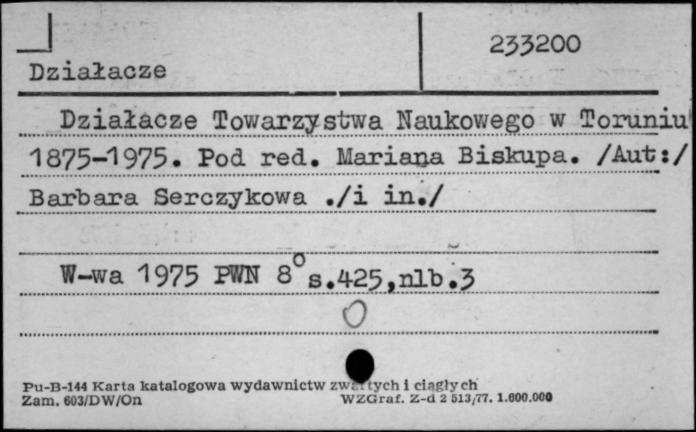 233200
Działacze
Działacze Towarzystwa Naukowego w Toruniu
1875-1975. Pod red. Mariana Biskupa. /Aut:/
Barbara Serczykowa ./i in./
W-wa 1975 PWN 8° s.425,nlb.3
Pu-B-144 Karta katalogowa wydawnictw zwartych i ciągłych
Zam. 603/DW/On WZGraf. Z-d 2 513/77. 1.600.000